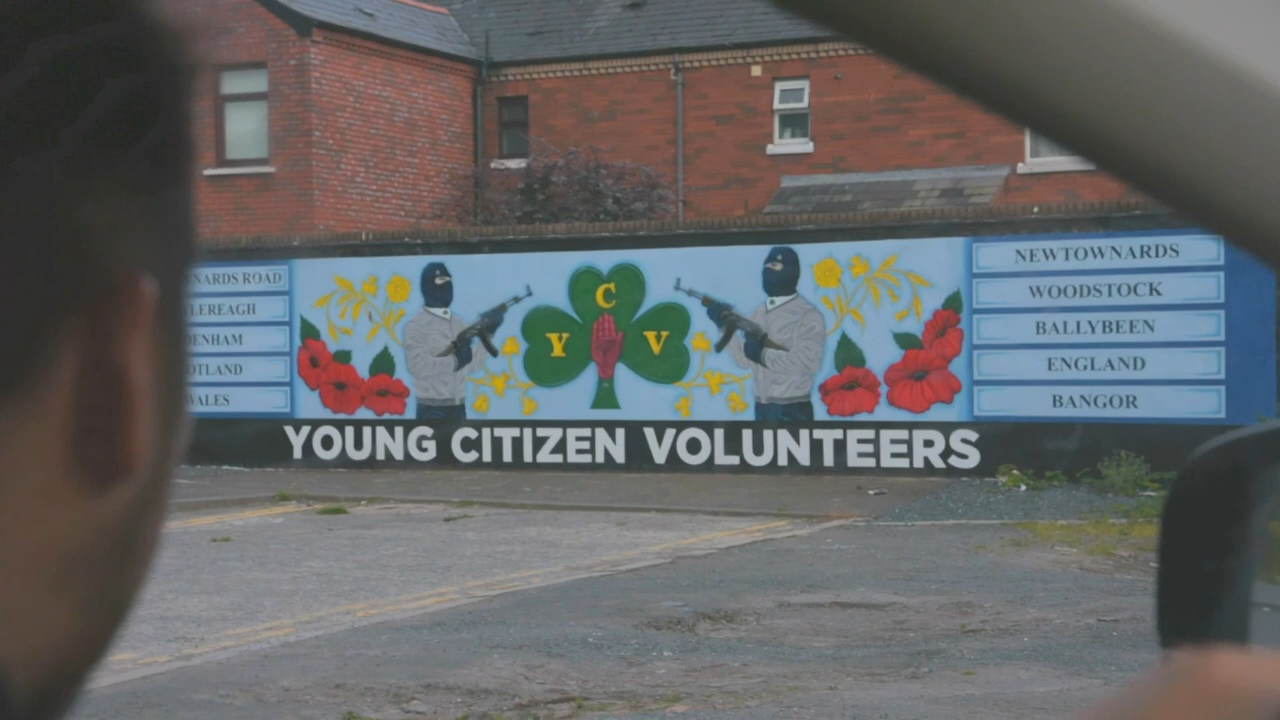 NARDS ROAD
LEREAGH
DENHAM
OTLAND
WALES
C
Y V
NEWTOWNARDS
WOODSTOCK
BALLYBEEN
ENGLAND
BANGOR
YOUNG CITIZEN VOLUNTEERS